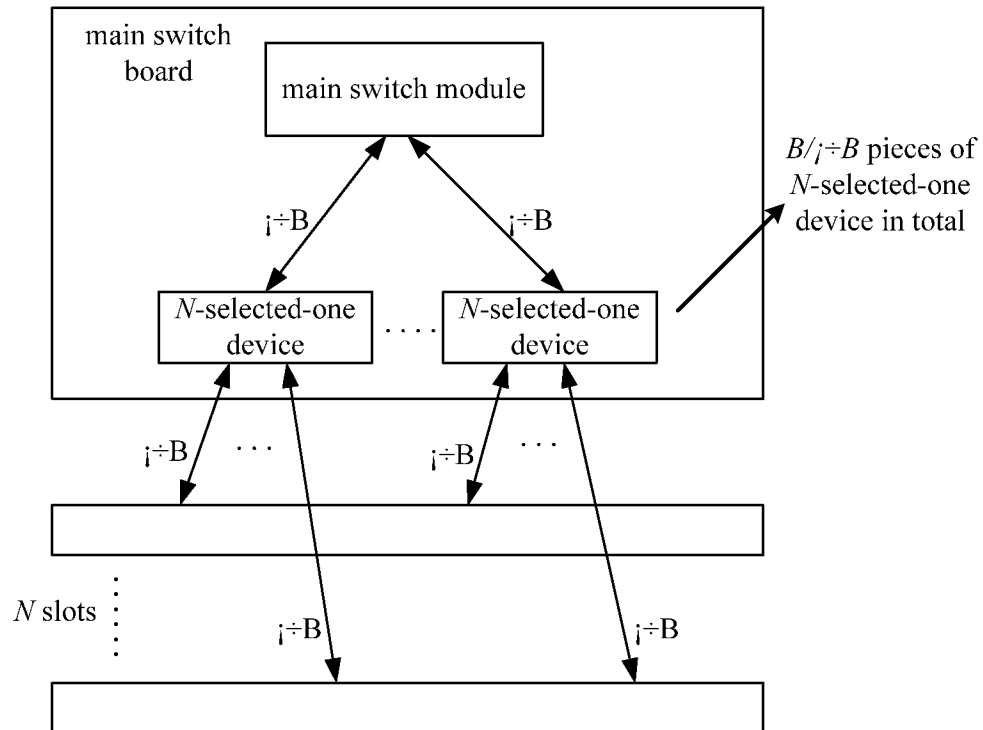 main switch
board
main switch module
B/¡÷B pieces of
N-selected-one
device in total
¡÷B
¡÷B
N-selected-one
device
. . . .
N-selected-one
device
¡÷B
. . .
¡÷B
. . .
N slots
¡÷B
¡÷B